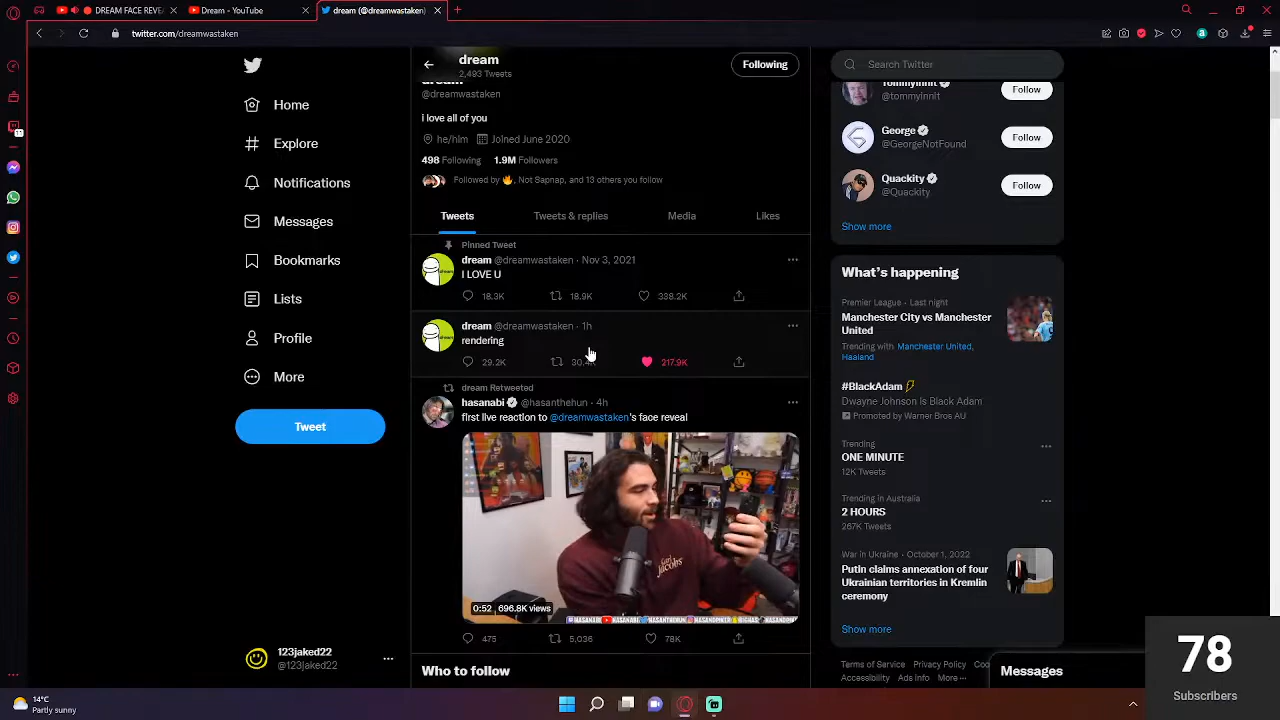 DREAM FACE REVE
Dream - YouTube
dream (@dreamwastaken)
twitter.com/dreamwastaken
11
Home
Explore
Notifications
Messages
Bookmarks
Lists
Profile
More
Tweet
123jaked22
@123jaked22
dream
2,493 Tweets
Following
dream
@dreamwastaken
i love all of you
he/him Joined June 2020
498 Following 1.9M Followers
Followed by 🖖, Not Sapnap, and 13 others you follow
Tweets Tweets & replies Media Likes
Pinned Tweet
dream @dreamwastaken · Nov 3, 2021
I LOVE U
18.3K 18.9K 338.2K
dream @dreamwastaken · 1h
rendering
29.2K 30.4K 217.9K
dream Retweeted
hasanabi @hasanthehun · 4h
first live reaction to @dreamwastaken's face reveal
0:52 696.8K views
475 5,036 78K
Who to follow
Search Twitter
tommyinnit
@tommyinnit
Follow
George
@GeorgeNotFound
Follow
Quackity
@Quackity
Follow
Show more
What's happening
Premier League · Last night
Manchester City vs Manchester
United
Trending with Manchester United,
Haaland
#BlackAdam
Dwayne Johnson Is Black Adam
Promoted by Warner Bros AU
Trending
ONE MINUTE
12K Tweets
Trending in Australia
2 HOURS
267K Tweets
War in Ukraine · October 1, 2022
Putin claims annexation of four
Ukrainian territories in Kremlin
ceremony
Show more
Terms of Service Privacy Policy Coo
Accessibility Ads info More ···
Messages
78
Subscribers
14°C
Partly sunny